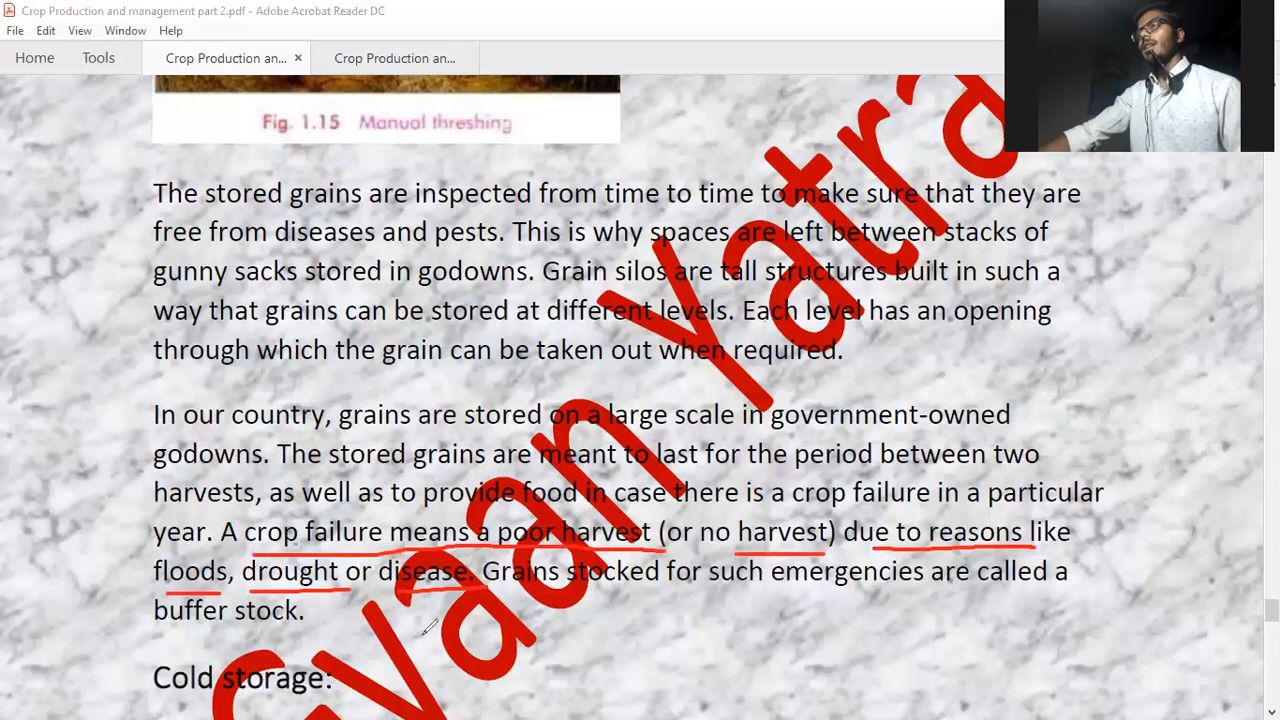 Crop Production and management part 2.pdf - Adobe Acrobat Reader DC
File Edit View Window Help
Home Tools Crop Production an... × Crop Production an...
Fig. 1.15 Manual threshing
The stored grains are inspected from time to time to make sure that they are
free from diseases and pests. This is why spaces are left between stacks of
gunny sacks stored in godowns. Grain silos are tall structures built in such a
way that grains can be stored at different levels. Each level has an opening
through which the grain can be taken out when required.
In our country, grains are stored on a large scale in government-owned
godowns. The stored grains are meant to last for the period between two
harvests, as well as to provide food in case there is a crop failure in a particular
year. A crop failure means a poor harvest (or no harvest) due to reasons like
floods, drought or disease. Grains stocked for such emergencies are called a
buffer stock.
Cold storage:
Gyaan Yatra